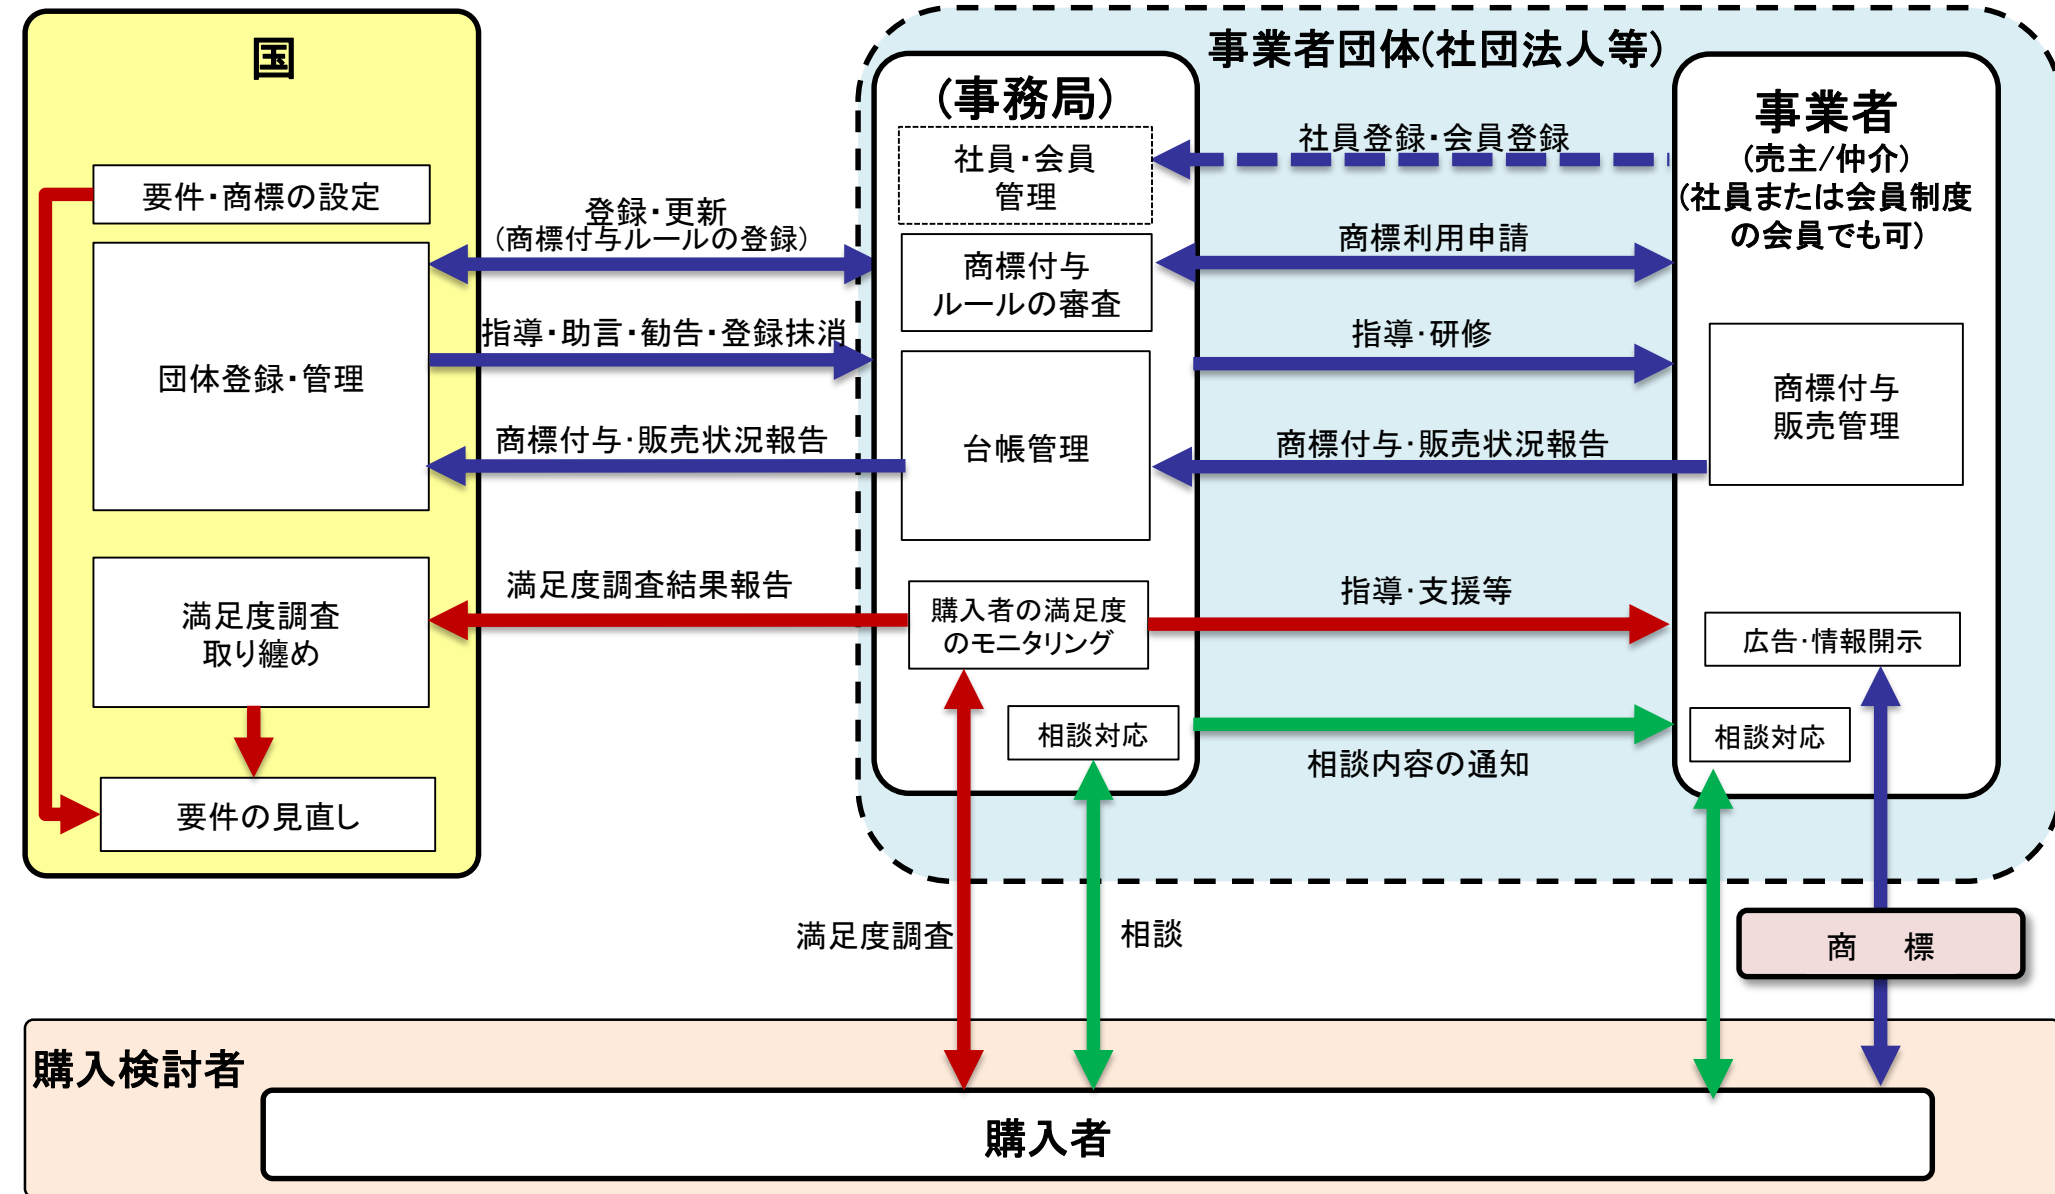 国
要件・商標の設定
団体登録・管理
満足度調査
取り纏め
要件の見直し
登録・更新
(商標付与ルールの登録)
指導・助言・勧告・登録抹消
商標付与・販売状況報告
満足度調査結果報告
事業者団体(社団法人等)
(事務局)
社員・会員
管理
商標付与
ルールの審査
台帳管理
購入者の満足度
のモニタリング
相談対応
社員登録・会員登録
商標利用申請
指導・研修
商標付与・販売状況報告
指導・支援等
相談内容の通知
事業者
(売主/仲介)
(社員または会員制度
の会員でも可)
商標付与
販売管理
広告・情報開示
相談対応
満足度調査
相談
商 標
購入検討者
購入者